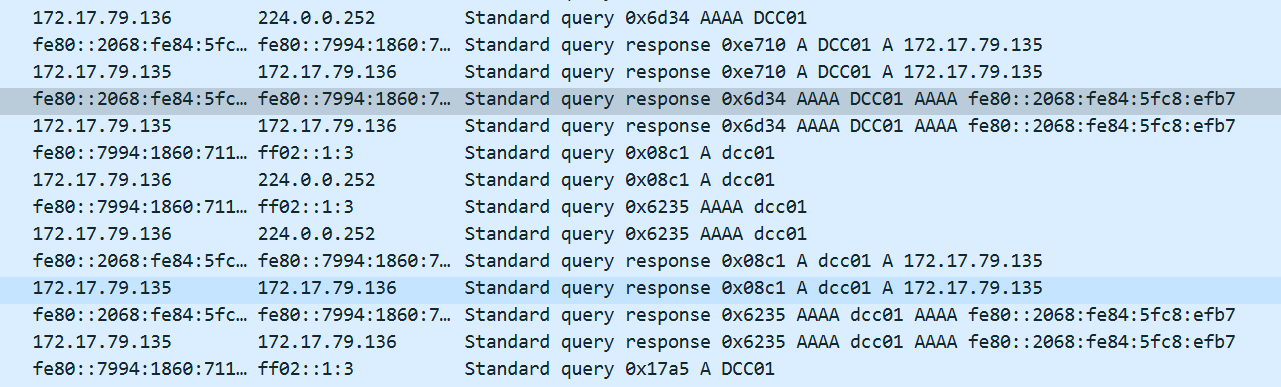 172.17.79.136 224.0.0.252 Standard query 0x6d34 AAAA DCC01
fe80::2068:fe84:5fc… fe80::7994:1860:7… Standard query response 0xe710 A DCC01 A 172.17.79.135
172.17.79.135 172.17.79.136 Standard query response 0xe710 A DCC01 A 172.17.79.135
fe80::2068:fe84:5fc… fe80::7994:1860:7… Standard query response 0x6d34 AAAA DCC01 AAAA fe80::2068:fe84:5fc8:efb7
172.17.79.135 172.17.79.136 Standard query response 0x6d34 AAAA DCC01 AAAA fe80::2068:fe84:5fc8:efb7
fe80::7994:1860:711… ff02::1:3 Standard query 0x08c1 A dcc01
172.17.79.136 224.0.0.252 Standard query 0x08c1 A dcc01
fe80::7994:1860:711… ff02::1:3 Standard query 0x6235 AAAA dcc01
172.17.79.136 224.0.0.252 Standard query 0x6235 AAAA dcc01
fe80::2068:fe84:5fc… fe80::7994:1860:7… Standard query response 0x08c1 A dcc01 A 172.17.79.135
172.17.79.135 172.17.79.136 Standard query response 0x08c1 A dcc01 A 172.17.79.135
fe80::2068:fe84:5fc… fe80::7994:1860:7… Standard query response 0x6235 AAAA dcc01 AAAA fe80::2068:fe84:5fc8:efb7
172.17.79.135 172.17.79.136 Standard query response 0x6235 AAAA dcc01 AAAA fe80::2068:fe84:5fc8:efb7
fe80::7994:1860:711… ff02::1:3 Standard query 0x17a5 A DCC01